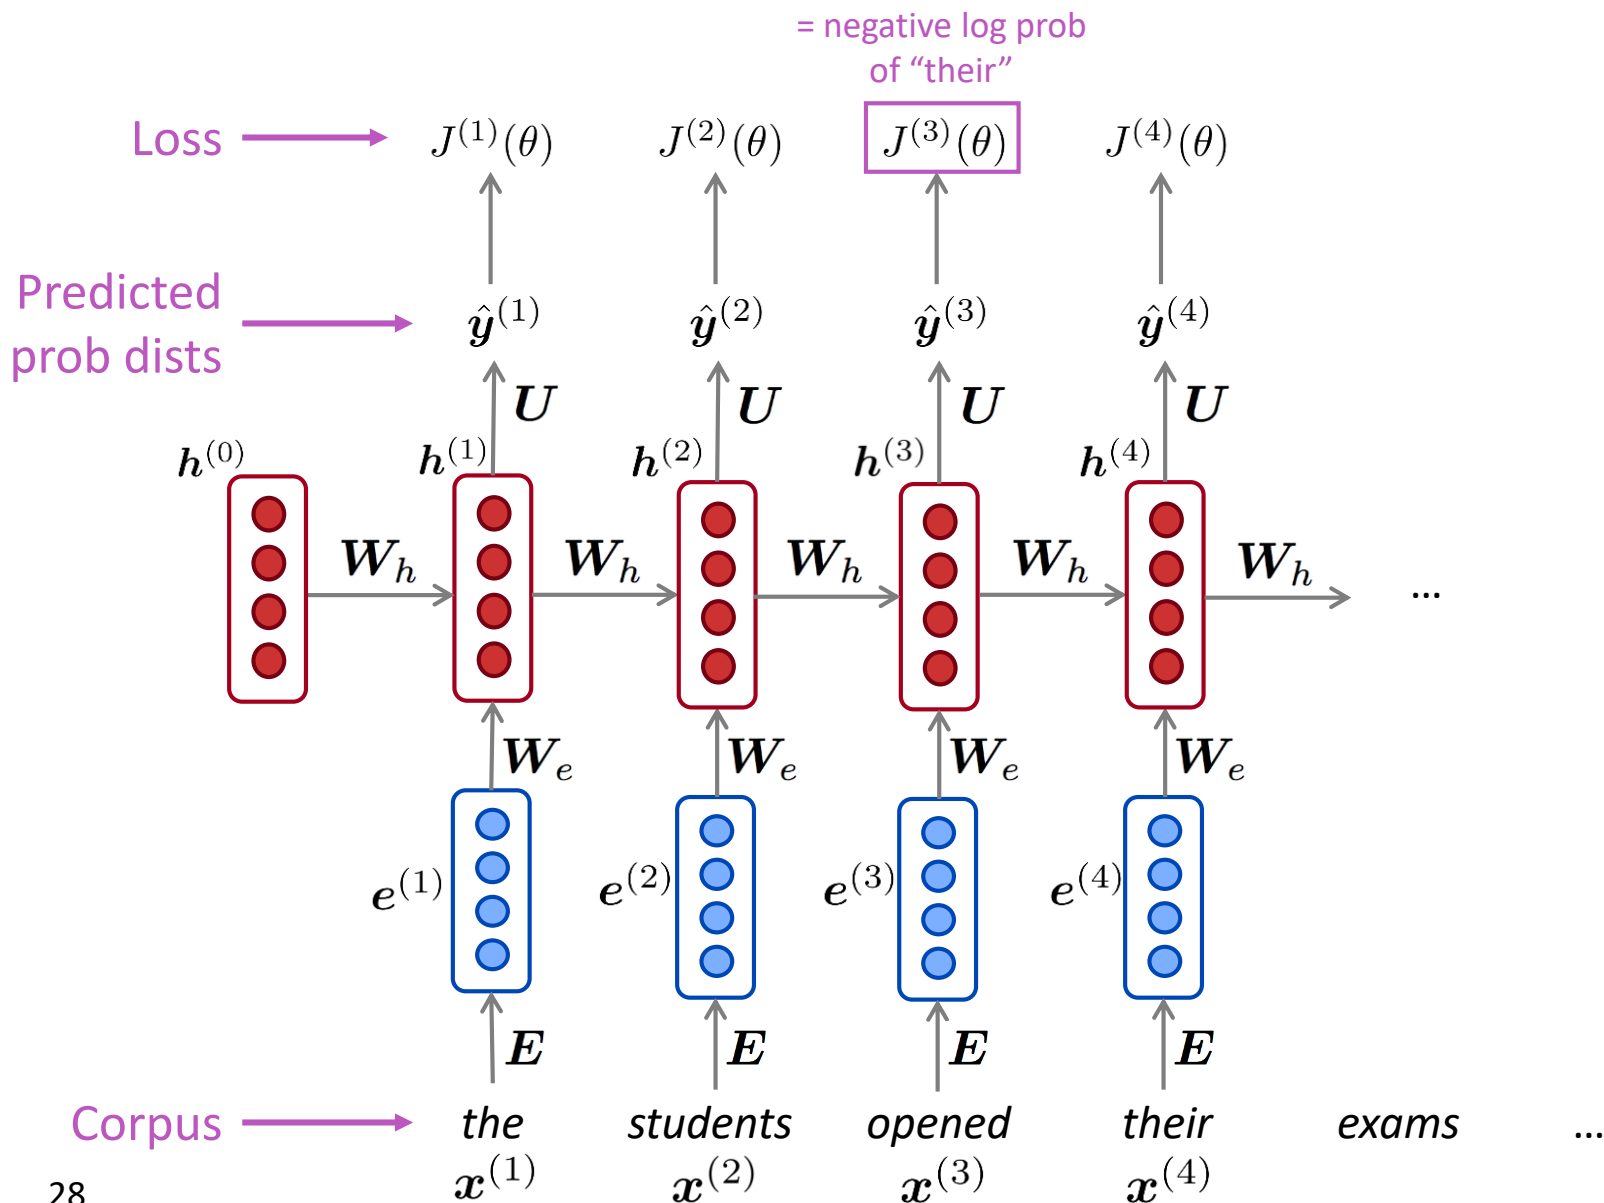 = negative log prob
of “their”
Loss J⁽¹⁾(θ) J⁽²⁾(θ) J⁽³⁾(θ) J⁽⁴⁾(θ)
Predicted
prob dists
ŷ⁽¹⁾ ŷ⁽²⁾ ŷ⁽³⁾ ŷ⁽⁴⁾
U U U U
h⁽⁰⁾ h⁽¹⁾ h⁽²⁾ h⁽³⁾ h⁽⁴⁾
Wₕ Wₕ Wₕ Wₕ Wₕ ...
Wₑ Wₑ Wₑ Wₑ
e⁽¹⁾ e⁽²⁾ e⁽³⁾ e⁽⁴⁾
E E E E
Corpus the students opened their exams ...
x⁽¹⁾ x⁽²⁾ x⁽³⁾ x⁽⁴⁾
28